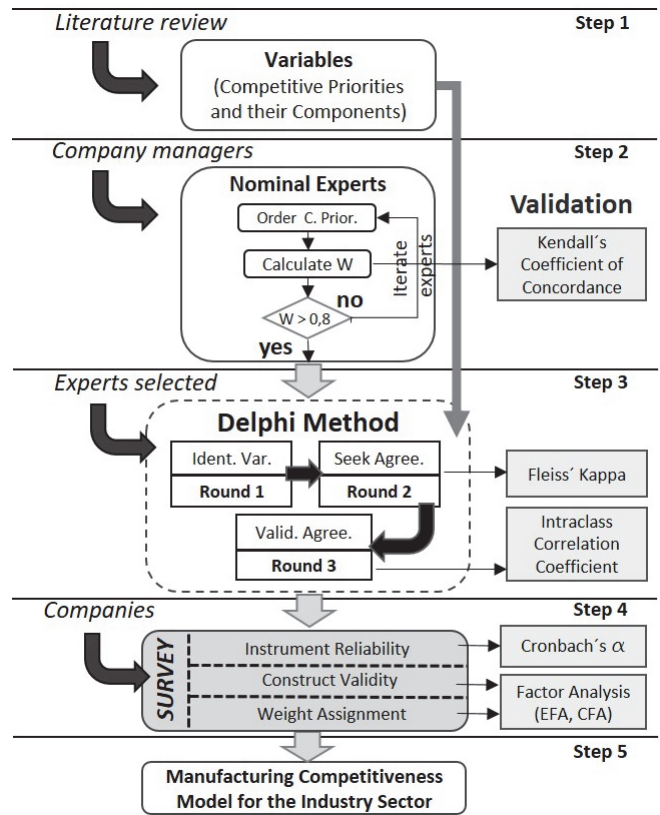 Literature review
Step 1
Variables
(Competitive Priorities
and their Components)
Company managers
Step 2
Nominal Experts
Order C. Prior.
Calculate W
W > 0,8
no
yes
Iterate
experts
Validation
Kendall´s
Coefficient of
Concordance
Experts selected
Step 3
Delphi Method
Ident. Var.
Round 1
Seek Agree.
Round 2
Valid. Agree.
Round 3
Fleiss´ Kappa
Intraclass
Correlation
Coefficient
Companies
Step 4
SURVEY
Instrument Reliability
Construct Validity
Weight Assignment
Cronbach´s α
Factor Analysis
(EFA, CFA)
Step 5
Manufacturing Competitiveness
Model for the Industry Sector